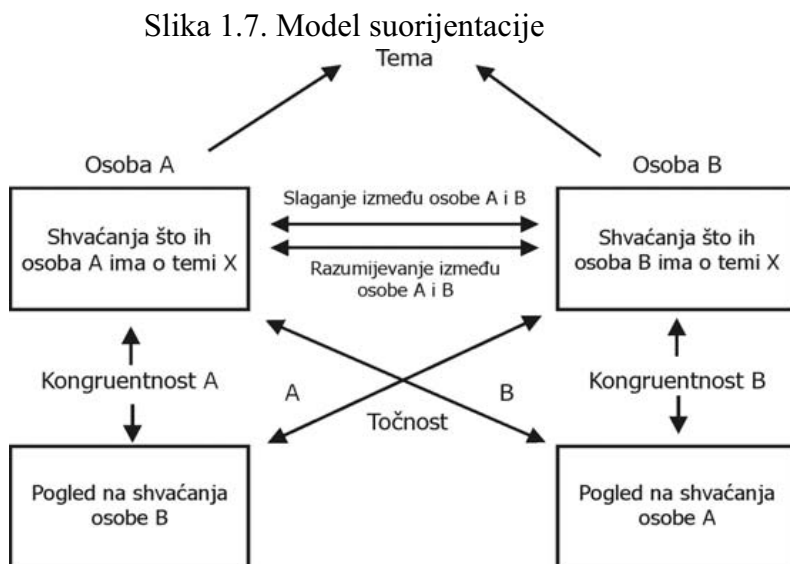 Slika 1.7. Model suorijentacije
Tema
Osoba A
Osoba B
Shvaćanja što ih
osoba A ima o temi X
Slaganje između osobe A i B
Razumijevanje između
osobe A i B
Shvaćanja što ih
osoba B ima o temi X
Kongruentnost A
A
B
Kongruentnost B
Točnost
Pogled na shvaćanja
osobe B
Pogled na shvaćanja
osobe A